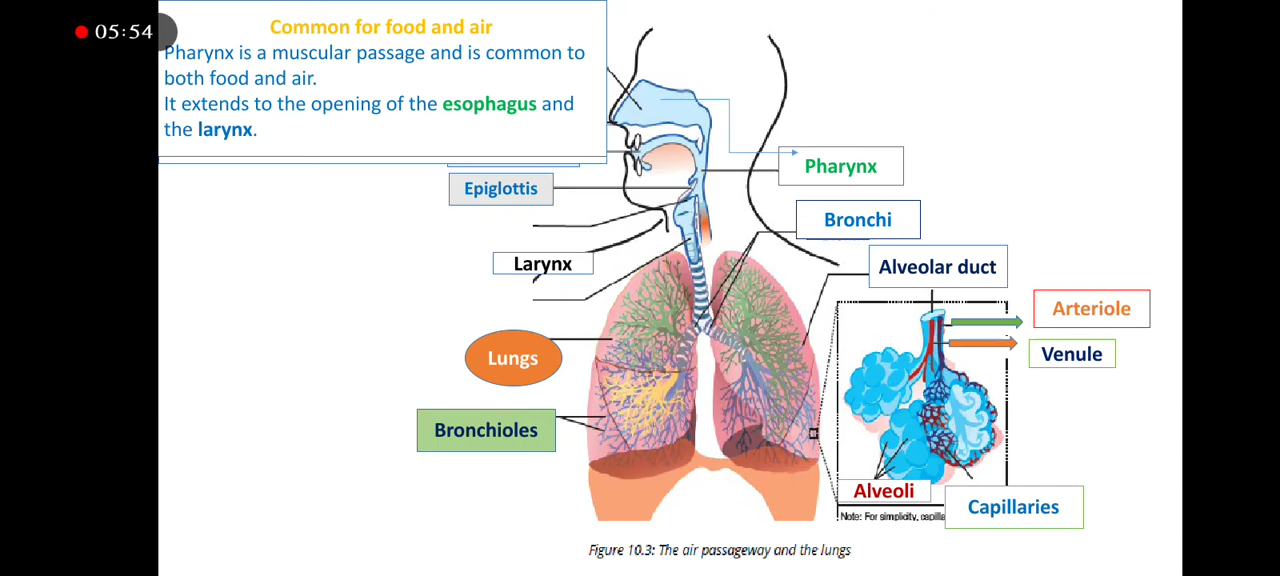 05:54
Common for food and air
Pharynx is a muscular passage and is common to
both food and air.
It extends to the opening of the esophagus and
the larynx.
Pharynx
Epiglottis
Bronchi
Larynx
Alveolar duct
Arteriole
Venule
Lungs
Bronchioles
Alveoli
Capillaries
Note: For simplicity, capilla
Figure 10.3: The air passageway and the lungs